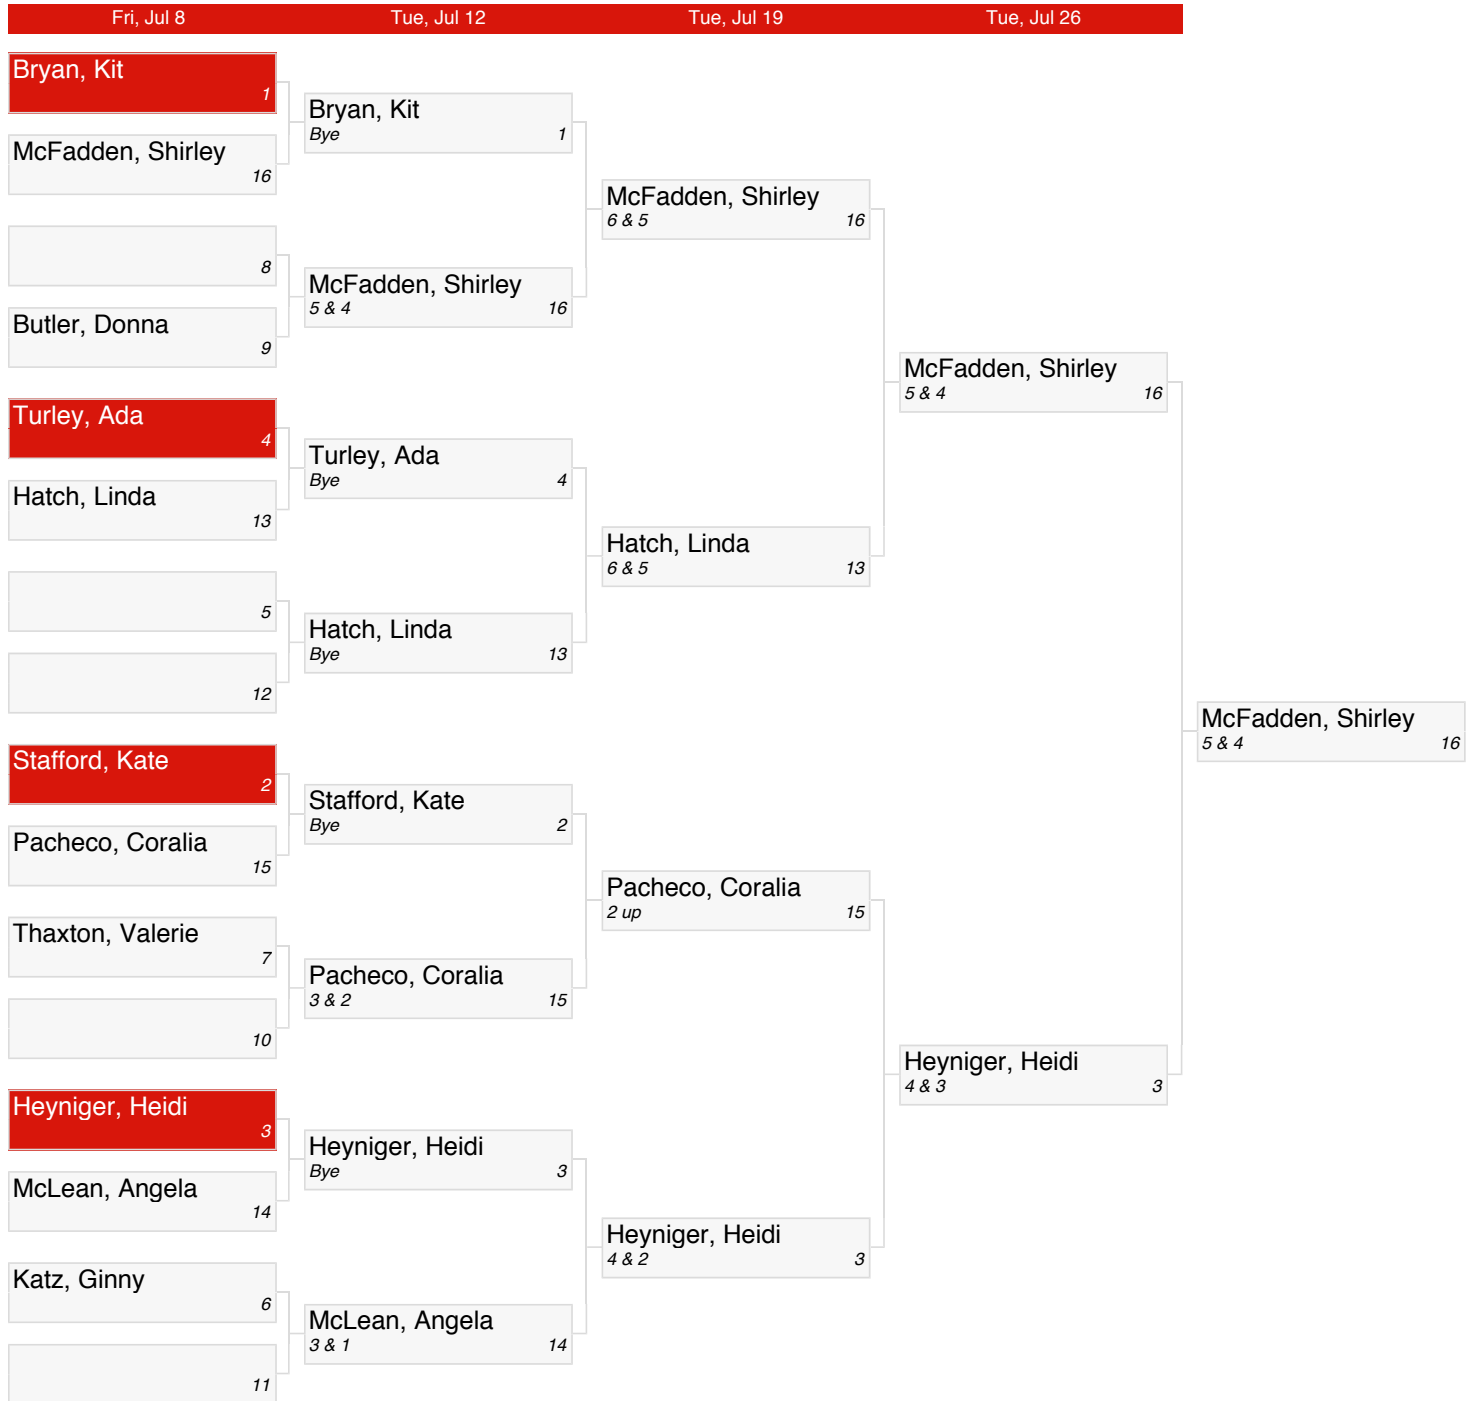 Fri, Jul 8
Tue, Jul 12
Tue, Jul 19
Tue, Jul 26
Bryan, Kit
1
McFadden, Shirley
16
8
Butler, Donna
9
Turley, Ada
4
Hatch, Linda
13
5
12
Stafford, Kate
2
Pacheco, Coralia
15
Thaxton, Valerie
7
10
Heyniger, Heidi
3
McLean, Angela
14
Katz, Ginny
6
11
Bryan, Kit
Bye 1
McFadden, Shirley
5 & 4 16
Turley, Ada
Bye 4
Hatch, Linda
Bye 13
Stafford, Kate
Bye 2
Pacheco, Coralia
3 & 2 15
Heyniger, Heidi
Bye 3
McLean, Angela
3 & 1 14
McFadden, Shirley
6 & 5 16
Hatch, Linda
6 & 5 13
Pacheco, Coralia
2 up 15
Heyniger, Heidi
4 & 2 3
McFadden, Shirley
5 & 4 16
Heyniger, Heidi
4 & 3 3
McFadden, Shirley
5 & 4 16